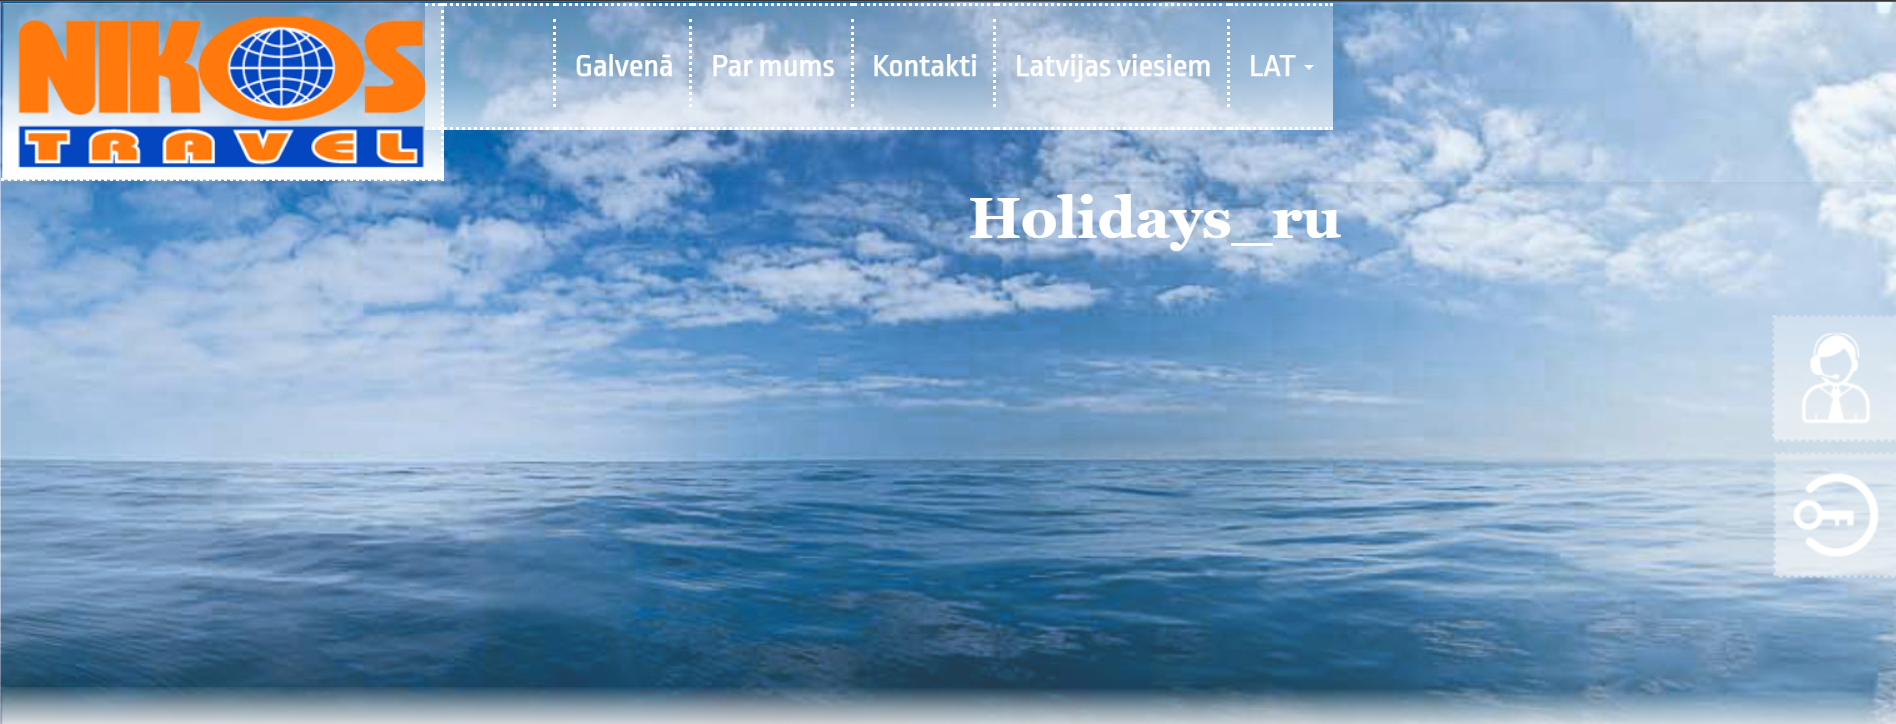 NIKOS
TRAVEL
Galvenā
Par mums
Kontakti
Latvijas viesiem
LAT
Holidays_ru